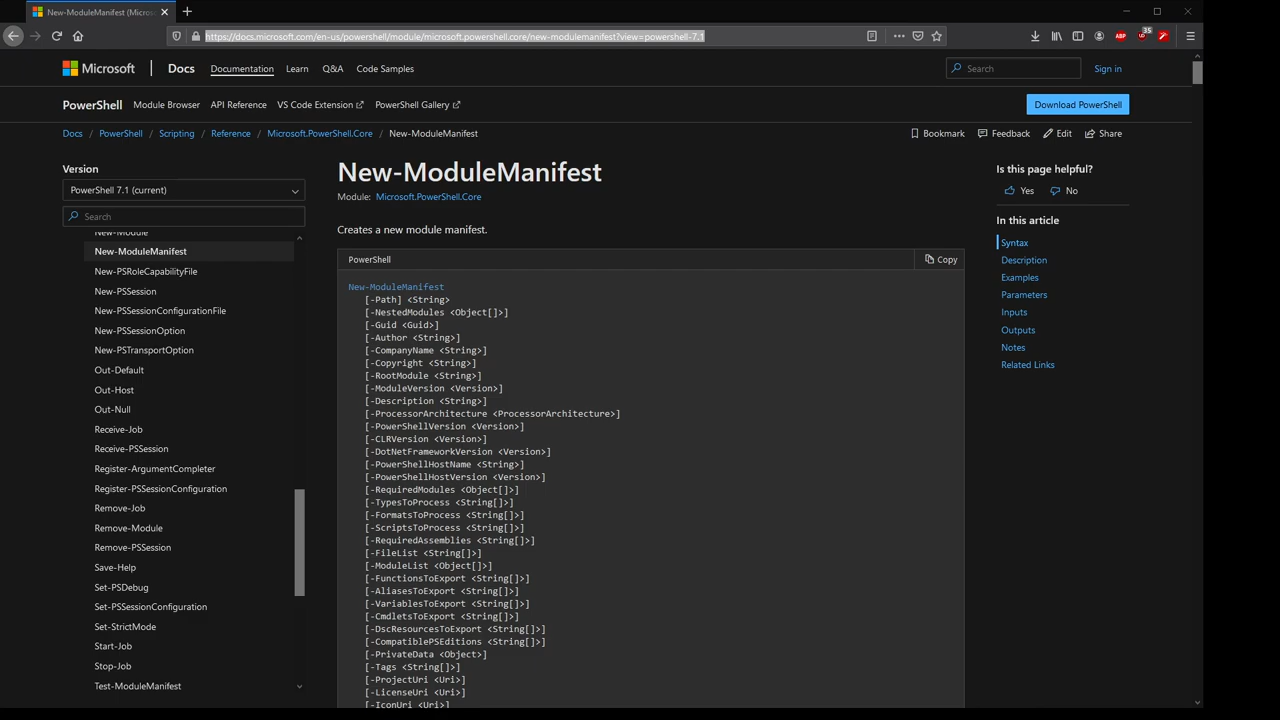 New-ModuleManifest (Micros
https://docs.microsoft.com/en-us/powershell/module/microsoft.powershell.core/new-modulemanifest?view=powershell-7.1
ABP
35
Microsoft
Docs
Documentation
Learn
Q&A
Code Samples
Search
Sign in
PowerShell
Module Browser
API Reference
VS Code Extension
PowerShell Gallery
Download PowerShell
Docs / PowerShell / Scripting / Reference / Microsoft.PowerShell.Core / New-ModuleManifest
Bookmark
Feedback
Edit
Share
Version
PowerShell 7.1 (current)
Search
New-Module
New-ModuleManifest
New-PSRoleCapabilityFile
New-PSSession
New-PSSessionConfigurationFile
New-PSSessionOption
New-PSTransportOption
Out-Default
Out-Host
Out-Null
Receive-Job
Receive-PSSession
Register-ArgumentCompleter
Register-PSSessionConfiguration
Remove-Job
Remove-Module
Remove-PSSession
Save-Help
Set-PSDebug
Set-PSSessionConfiguration
Set-StrictMode
Start-Job
Stop-Job
Test-ModuleManifest
New-ModuleManifest
Module: Microsoft.PowerShell.Core
Creates a new module manifest.
PowerShell
Copy
New-ModuleManifest
[-Path] <String>
[-NestedModules <Object[]>]
[-Guid <Guid>]
[-Author <String>]
[-CompanyName <String>]
[-Copyright <String>]
[-RootModule <String>]
[-ModuleVersion <Version>]
[-Description <String>]
[-ProcessorArchitecture <ProcessorArchitecture>]
[-PowerShellVersion <Version>]
[-CLRVersion <Version>]
[-DotNetFrameworkVersion <Version>]
[-PowerShellHostName <String>]
[-PowerShellHostVersion <Version>]
[-RequiredModules <Object[]>]
[-TypesToProcess <String[]>]
[-FormatsToProcess <String[]>]
[-ScriptsToProcess <String[]>]
[-RequiredAssemblies <String[]>]
[-FileList <String[]>]
[-ModuleList <Object[]>]
[-FunctionsToExport <String[]>]
[-AliasesToExport <String[]>]
[-VariablesToExport <String[]>]
[-CmdletsToExport <String[]>]
[-DscResourcesToExport <String[]>]
[-CompatiblePSEditions <String[]>]
[-PrivateData <Object>]
[-Tags <String[]>]
[-ProjectUri <Uri>]
[-LicenseUri <Uri>]
[-IconUri <Uri>]
Is this page helpful?
Yes
No
In this article
Syntax
Description
Examples
Parameters
Inputs
Outputs
Notes
Related Links